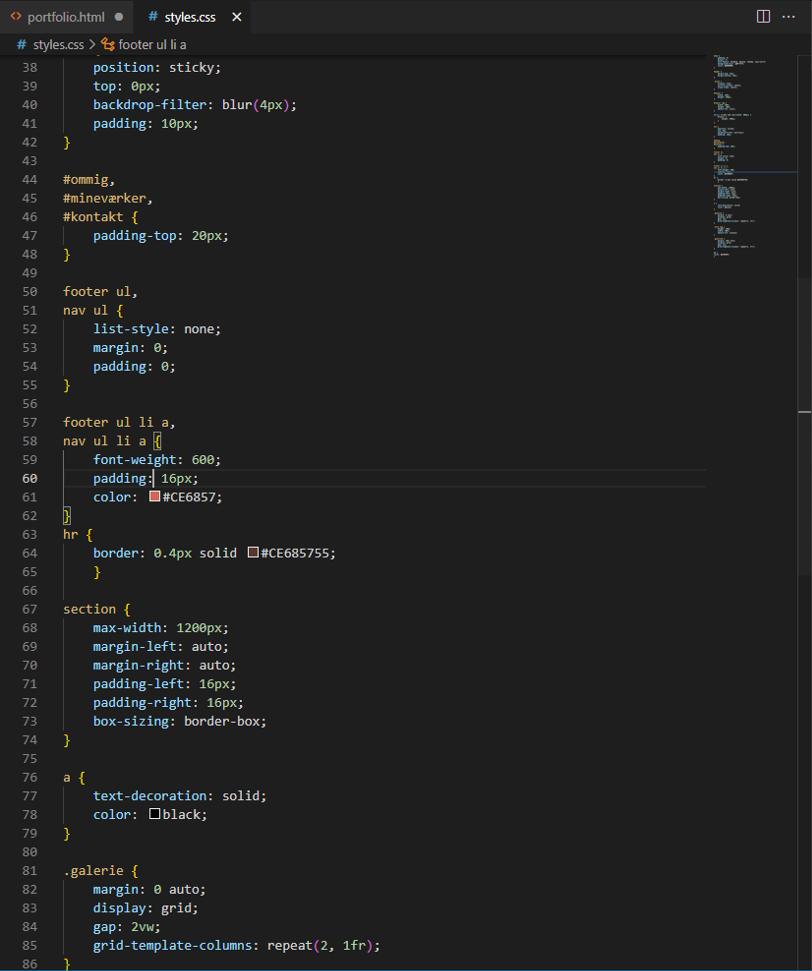 portfolio.html
styles.css
styles.css > footer ul li a
38 position: sticky;
39 top: 0px;
40 backdrop-filter: blur(4px);
41 padding: 10px;
42 }
43
44 #ommig,
45 #mineværker,
46 #kontakt {
47 padding-top: 20px;
48 }
49
50 footer ul,
51 nav ul {
52 list-style: none;
53 margin: 0;
54 padding: 0;
55 }
56
57 footer ul li a,
58 nav ul li a {
59 font-weight: 600;
60 padding: 16px;
61 color: #CE6857;
62 }
63 hr {
64 border: 0.4px solid #CE685755;
65 }
66
67 section {
68 max-width: 1200px;
69 margin-left: auto;
70 margin-right: auto;
71 padding-left: 16px;
72 padding-right: 16px;
73 box-sizing: border-box;
74 }
75
76 a {
77 text-decoration: solid;
78 color: black;
79 }
80
81 .galerie {
82 margin: 0 auto;
83 display: grid;
84 gap: 2vw;
85 grid-template-columns: repeat(2, 1fr);
86 }